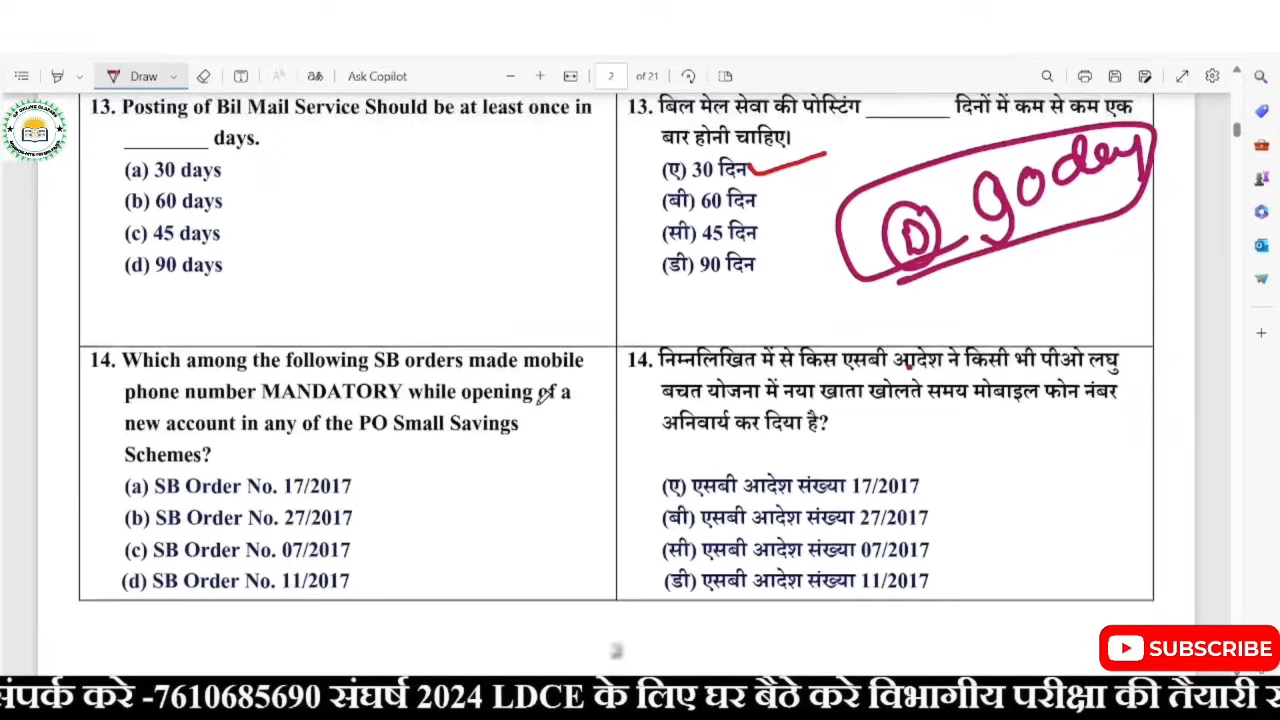 Draw
Ask Copilot
2 of 21
13. Posting of Bil Mail Service Should be at least once in
________ days.
(a) 30 days
(b) 60 days
(c) 45 days
(d) 90 days
13. बिल मेल सेवा की पोस्टिंग ________ दिनों में कम से कम एक
बार होनी चाहिए।
(ए) 30 दिन
(बी) 60 दिन
(सी) 45 दिन
(डी) 90 दिन
D 90 day
14. Which among the following SB orders made mobile
phone number MANDATORY while opening of a
new account in any of the PO Small Savings
Schemes?
(a) SB Order No. 17/2017
(b) SB Order No. 27/2017
(c) SB Order No. 07/2017
(d) SB Order No. 11/2017
14. निम्नलिखित में से किस एसबी आदेश ने किसी भी पीओ लघु
बचत योजना में नया खाता खोलते समय मोबाइल फोन नंबर
अनिवार्य कर दिया है?
(ए) एसबी आदेश संख्या 17/2017
(बी) एसबी आदेश संख्या 27/2017
(सी) एसबी आदेश संख्या 07/2017
(डी) एसबी आदेश संख्या 11/2017
SUBSCRIBE
संपर्क करे -7610685690 संघर्ष 2024 LDCE के लिए घर बैठे करे विभागीय परीक्षा की तैयारी